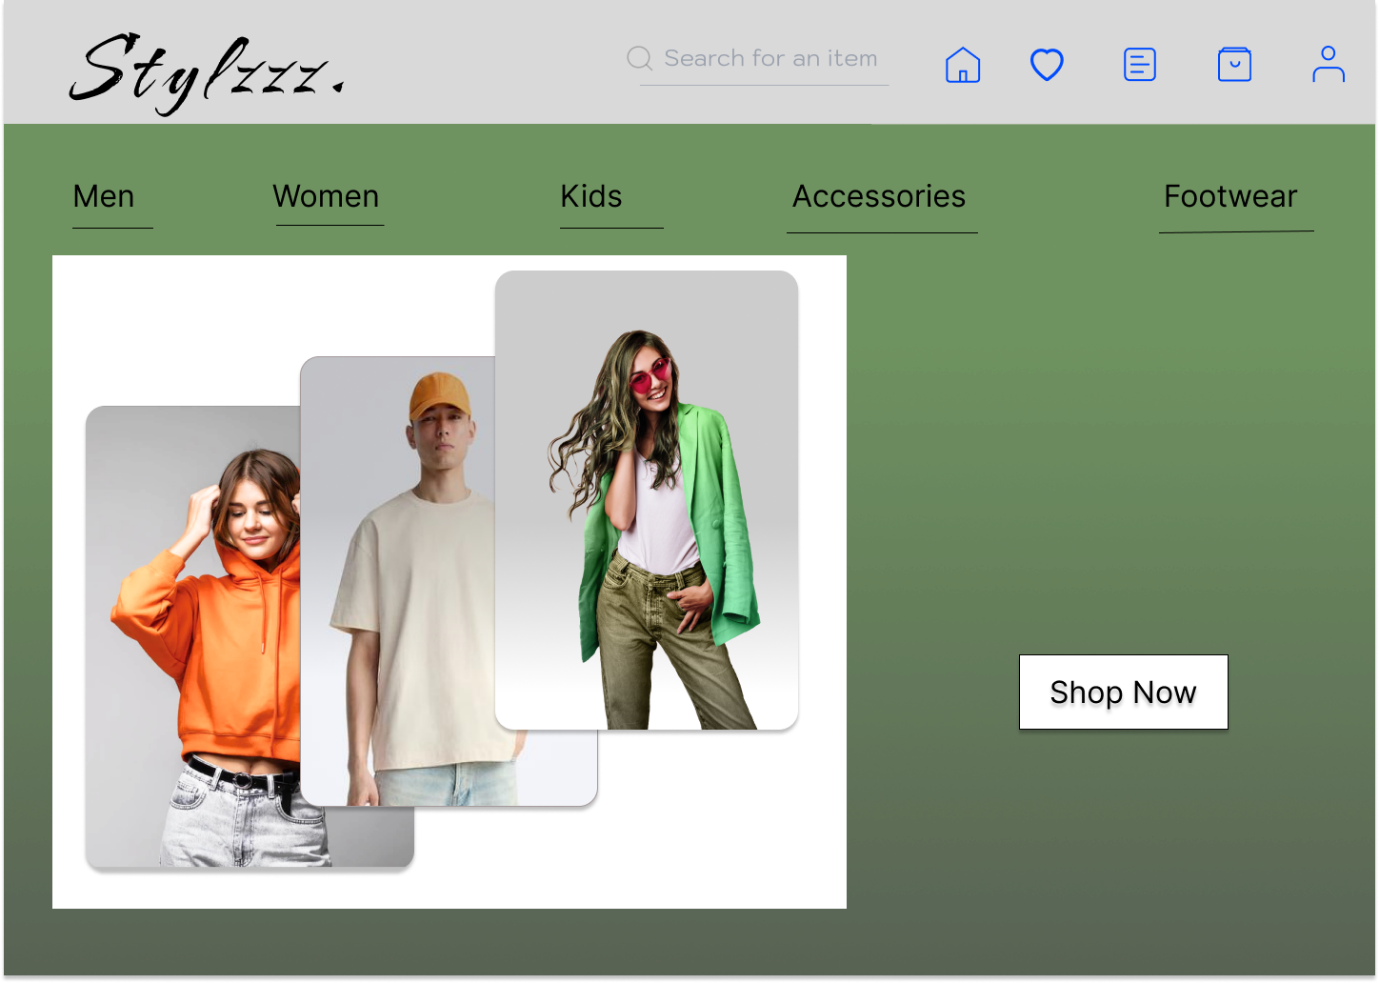 Stylzzz.
Search for an item
Men
Women
Kids
Accessories
Footwear
Shop Now